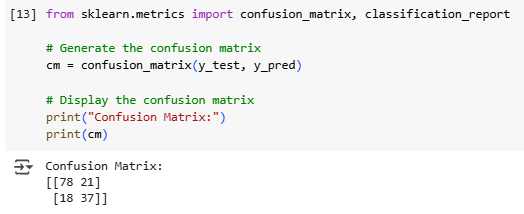 [13] from sklearn.metrics import confusion_matrix, classification_report
# Generate the confusion matrix
cm = confusion_matrix(y_test, y_pred)
# Display the confusion matrix
print("Confusion Matrix:")
print(cm)
Confusion Matrix:
[[78 21]
 [18 37]]